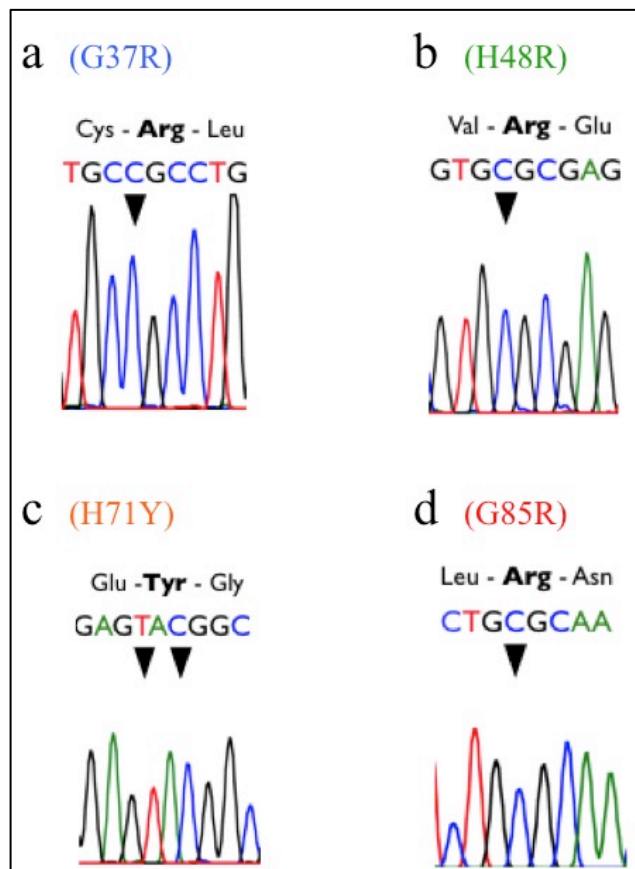 a (G37R)
Cys - Arg - Leu
TGCCGCCTG
b (H48R)
Val - Arg - Glu
GTGCGCGAG
c (H71Y)
Glu -Tyr - Gly
GAGTACGGC
d (G85R)
Leu - Arg - Asn
CTGCGCAA